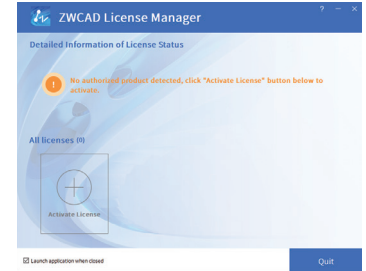 ZWCAD License Manager
? – ×
Detailed Information of License Status
No authorized product detected, click "Activate License" button below to
activate.
All licenses (0)
Activate License
Launch application when closed
Quit